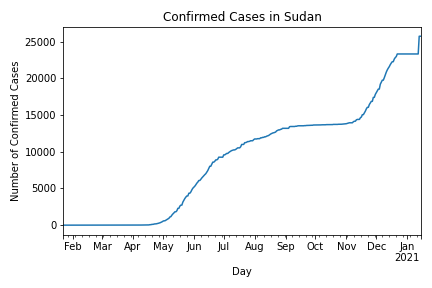 Confirmed Cases in Sudan
25000
20000
15000
10000
5000
0
Number of Confirmed Cases
Feb Mar Apr May Jun Jul Aug Sep Oct Nov Dec Jan
2021
Day